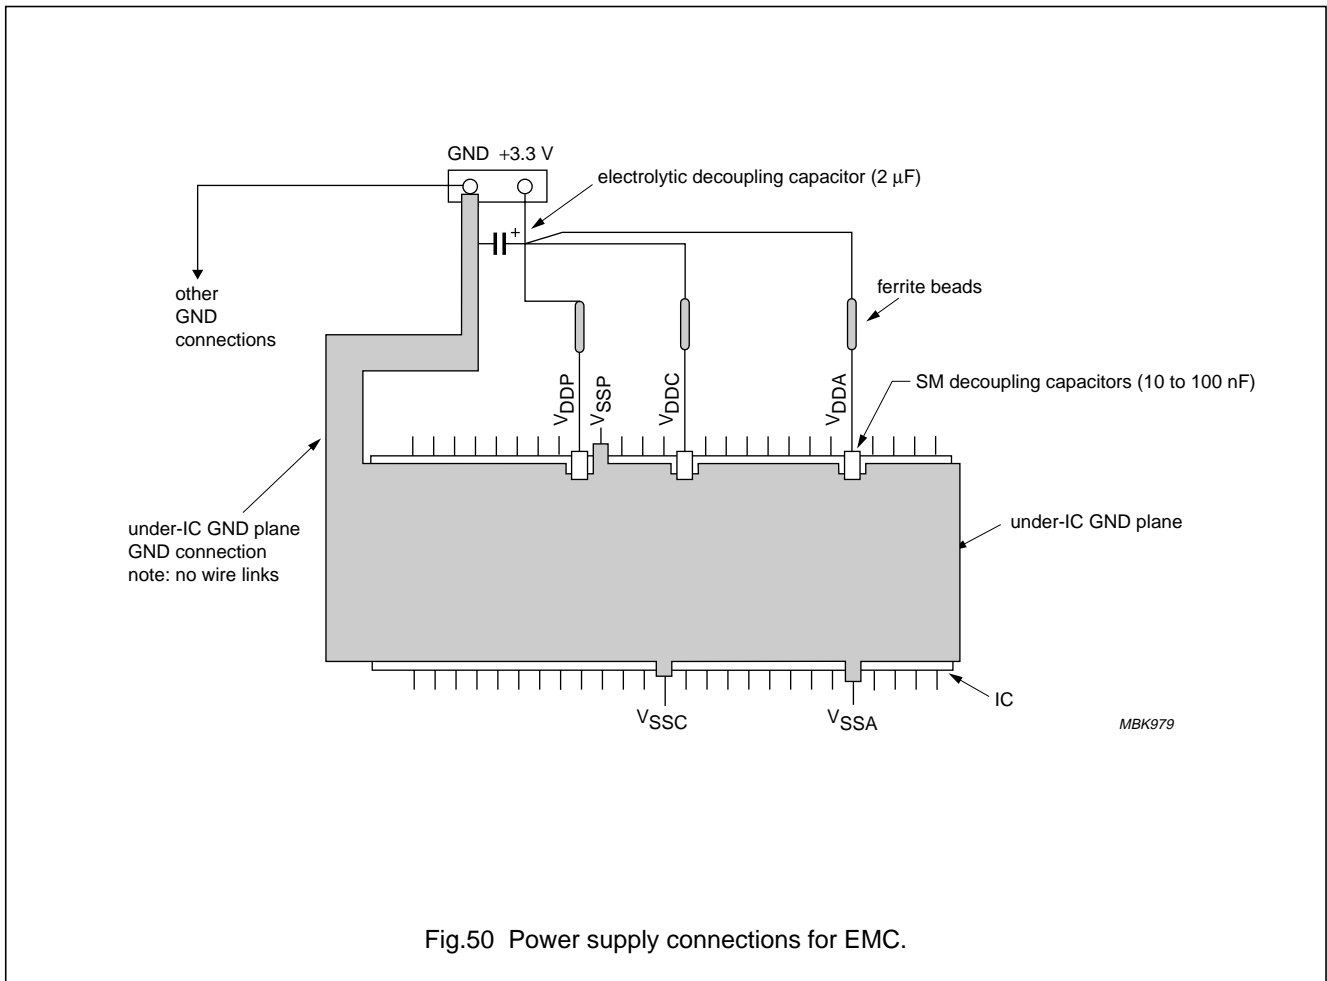 GND +3.3 V
electrolytic decoupling capacitor (2 µF)
other
GND
connections
ferrite beads
VDDP
VSSP
VDDC
VDDA
SM decoupling capacitors (10 to 100 nF)
under-IC GND plane
GND connection
note: no wire links
under-IC GND plane
+
VSSC
VSSA
IC
MBK979
Fig.50 Power supply connections for EMC.